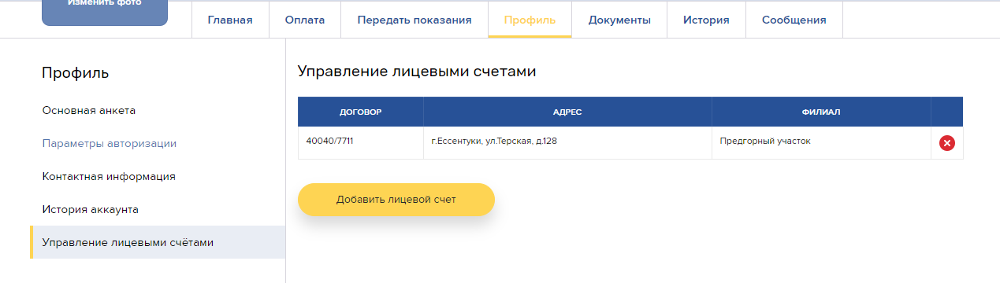 Изменить фото
Главная Оплата Передать показания Профиль Документы История Сообщения
Профиль
Основная анкета
Параметры авторизации
Контактная информация
История аккаунта
Управление лицевыми счётами
Управление лицевыми счетами
ДОГОВОР АДРЕС ФИЛИАЛ
40040/7711 г.Ессентуки, ул.Терская, д.128 Предгорный участок
Добавить лицевой счет